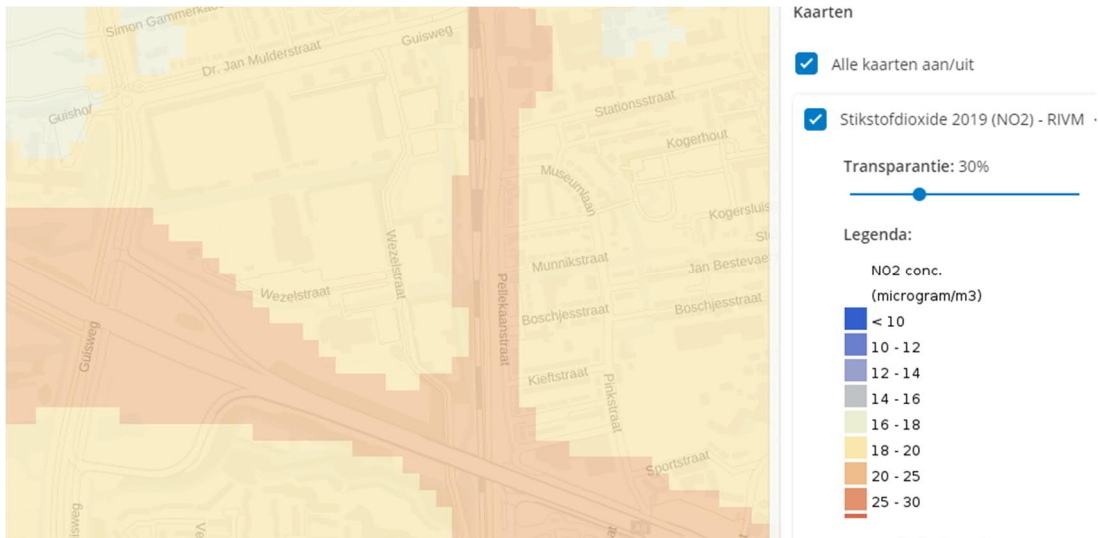 Simon Gammerkade
Guisweg
Dr. Jan Mulderstraat
Guishof
Stationsstraat
Kogerhout
Museumlaan
Kogersluis
Wezelstraat
Munnikstraat
Jan Bestevae
Wezelstraat
Pellekaanstraat
Boschjesstraat
Boschjesstraat
Guisweg
Kieftstraat
Pinkstraat
Sportstraat
Kaarten
Alle kaarten aan/uit
Stikstofdioxide 2019 (NO2) - RIVM
Transparantie: 30%
Legenda:
NO2 conc.
(microgram/m3)
< 10
10 - 12
12 - 14
14 - 16
16 - 18
18 - 20
20 - 25
25 - 30